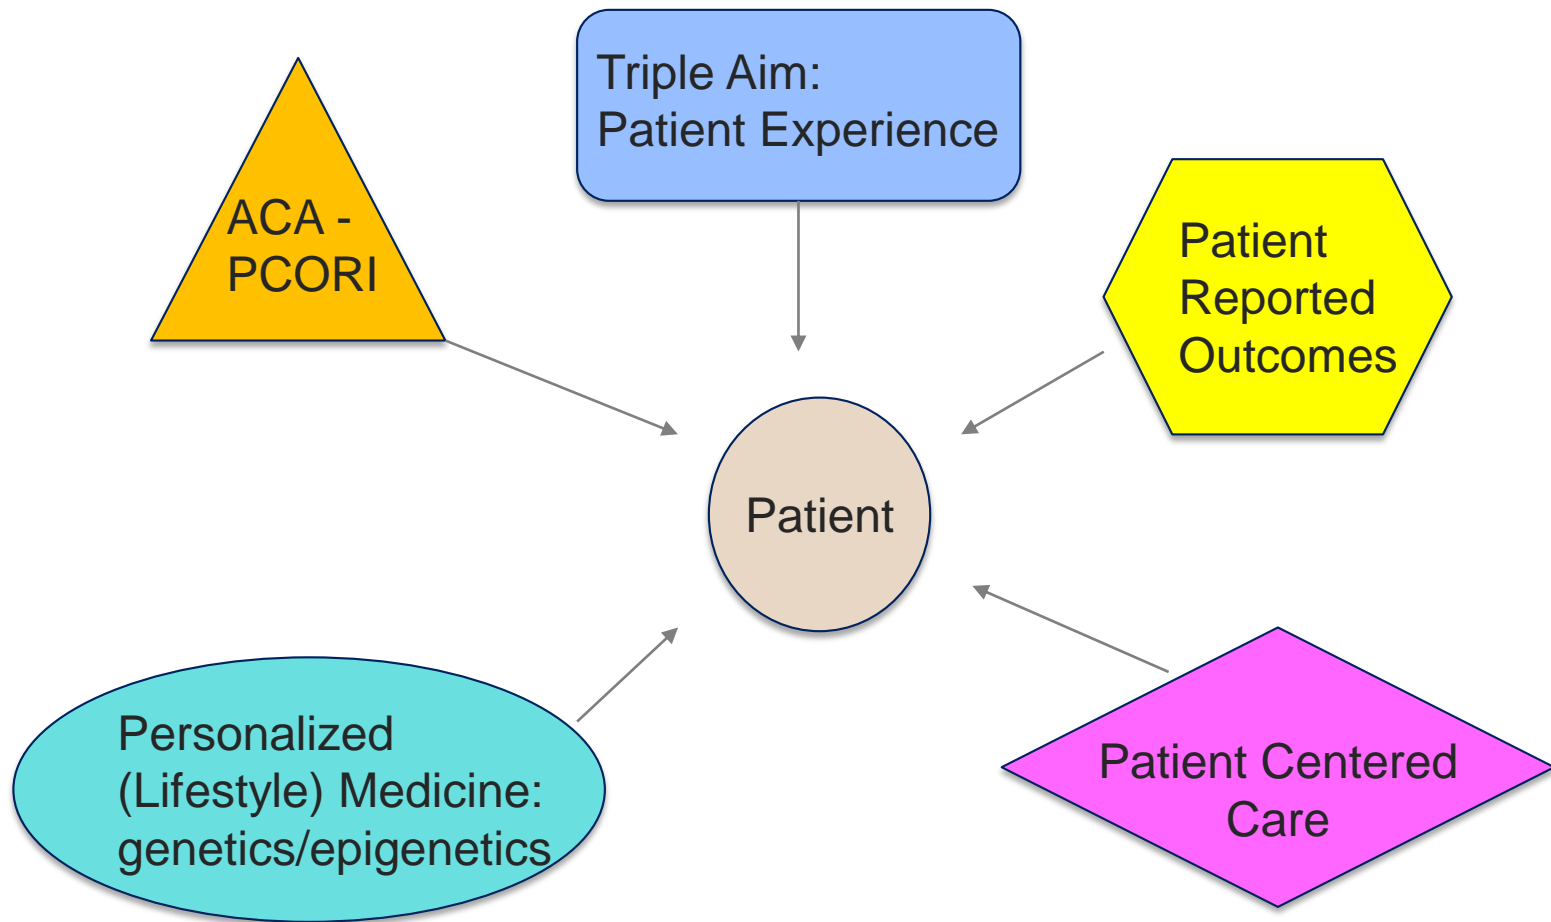 Triple Aim:
Patient Experience
ACA -
PCORI
Patient
Reported
Outcomes
Patient
Personalized
(Lifestyle) Medicine:
genetics/epigenetics
Patient Centered
Care